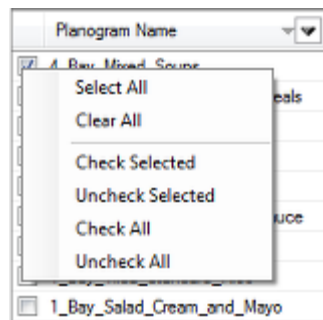 Planogram Name
4_Bay_Mixed_Soups
Select All
eals
Clear All
Check Selected
Uncheck Selected
uce
Check All
Uncheck All
1_Bay_Salad_Cream_and_Mayo